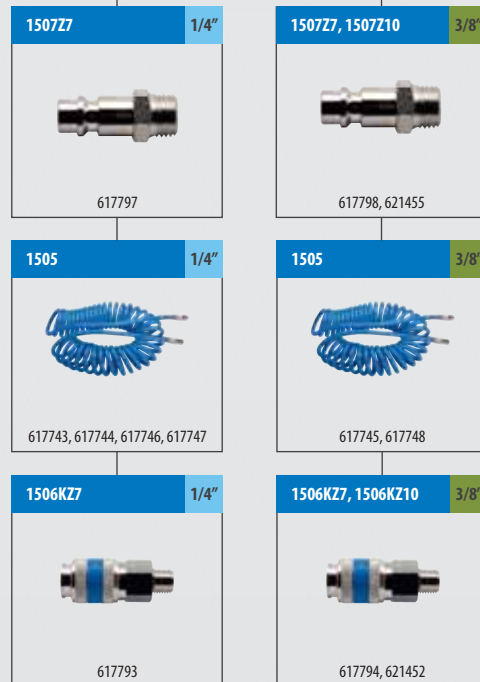 1507Z7 1/4”
1507Z7, 1507Z10 3/8”
617797
617798, 621455
1505 1/4”
1505 3/8”
617743, 617744, 617746, 617747
617745, 617748
1506KZ7 1/4”
1506KZ7, 1506KZ10 3/8”
617793
617794, 621452